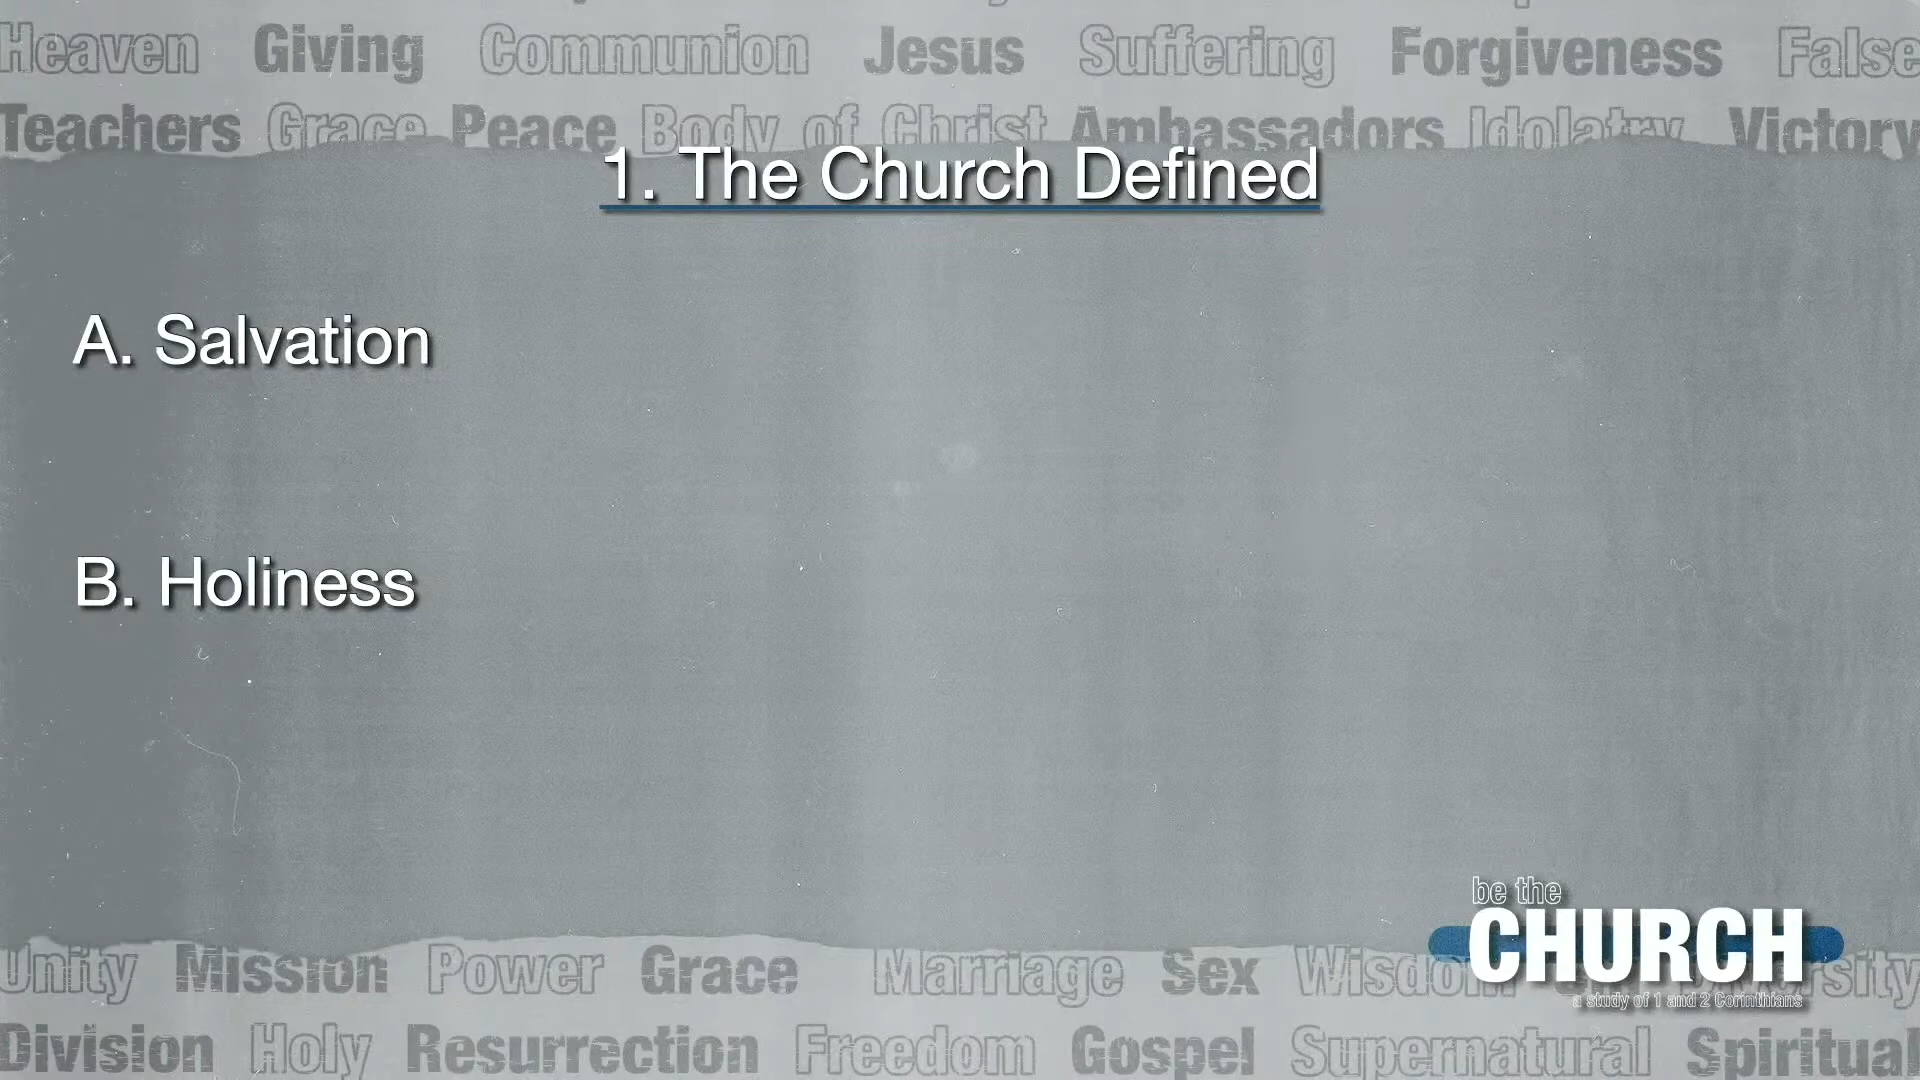 Heaven Giving Communion Jesus Suffering Forgiveness False
Teachers Grace Peace Body of Christ Ambassadors Idolatry Victory
1. The Church Defined
A. Salvation
B. Holiness
be the
CHURCH
a study of 1 and 2 Corinthians
Unity Mission Power Grace Marriage Sex
Division Holy Resurrection Freedom Gospel Supernatural Spiritual